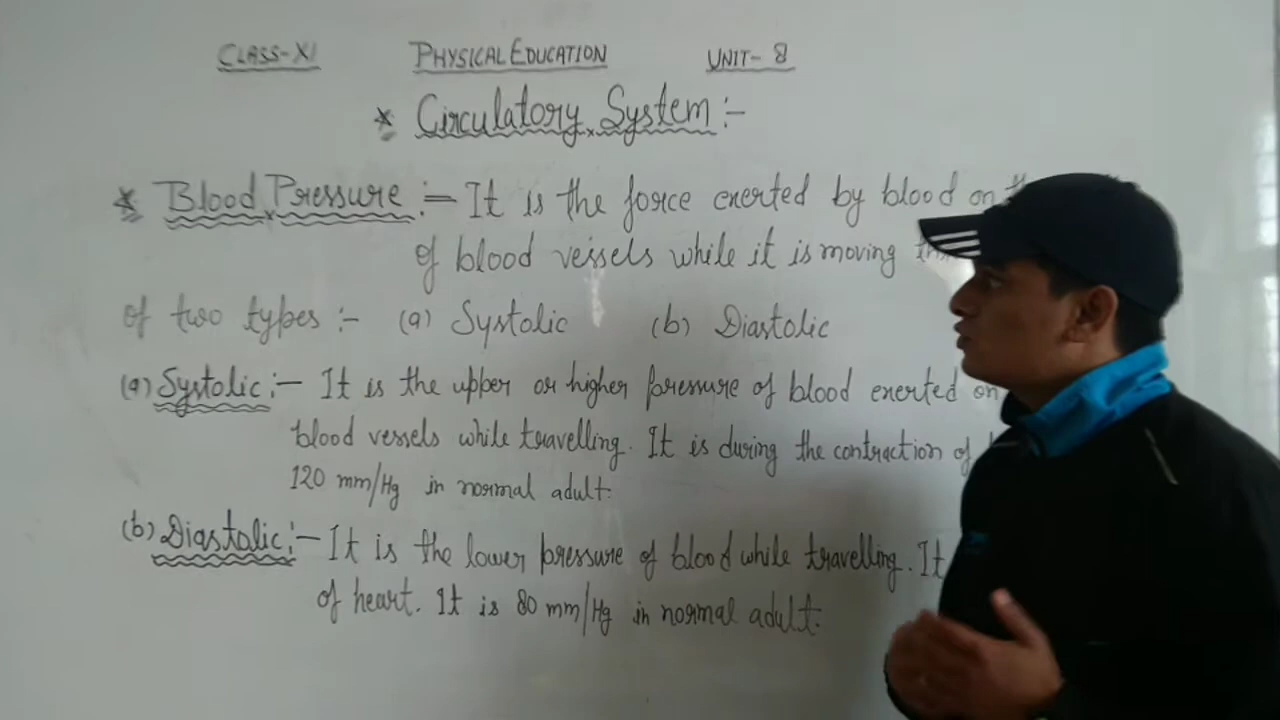 CLASS-XI PHYSICAL EDUCATION UNIT- 8
* Circulatory System :-
* Blood Pressure :- It is the force exerted by blood on
of blood vessels while it is moving
of two types :- (a) Systolic (b) Diastolic
(a) Systolic :- It is the upper or higher pressure of blood exerted on
blood vessels while travelling. It is during the contraction of
120 mm/Hg in normal adult.
(b) Diastolic :- It is the lower pressure of blood while travelling. It
of heart. It is 80 mm/Hg in normal adult.